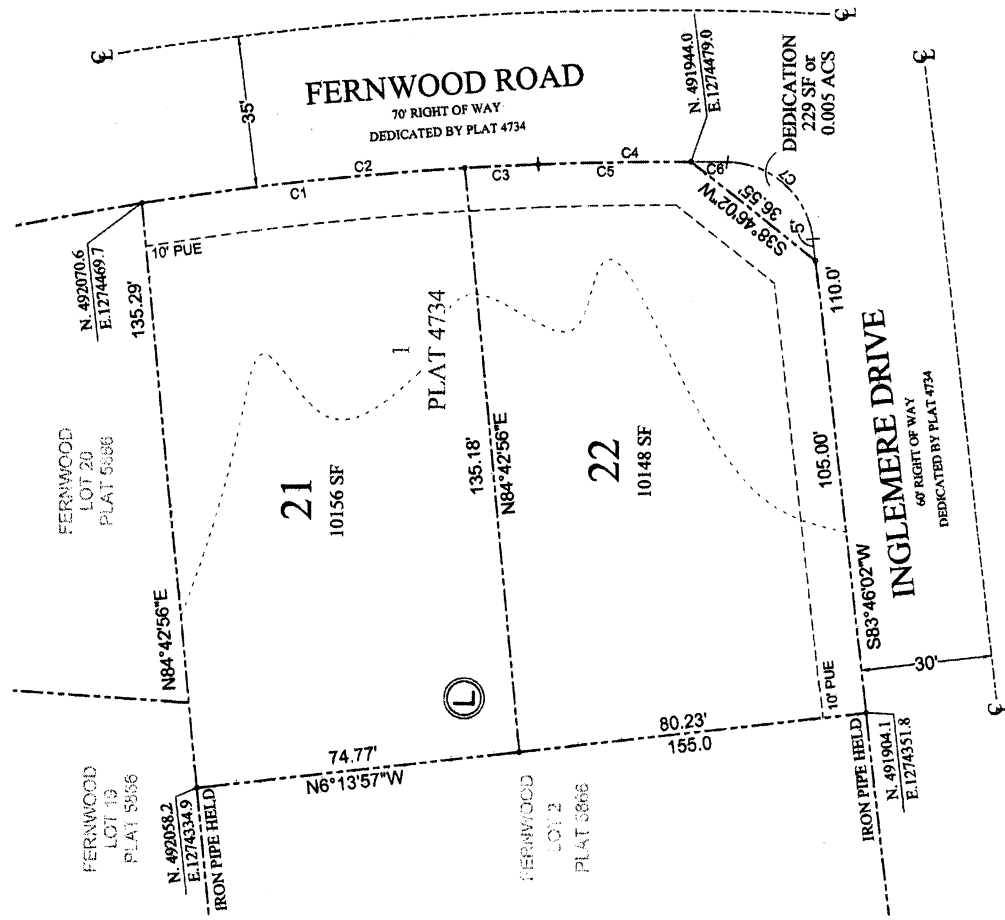 FERNWOOD ROAD
70' RIGHT OF WAY
DEDICATED BY PLAT 4734
35'
N. 492070.6
E.1274469.7
135.29'
10' PUE
C1
C2
C3
C4
C5
C6
C7
N. 491944.0
E.1274479.0
DEDICATION
229 SF or
0.005 ACS
S38°46'02"W
36.55'
5'
110.0'
FERNWOOD
LOT 20
PLAT 5866
N84°42'56"E
21
10156 SF
1
PLAT 4734
135.18'
N84°42'56"E
22
10148 SF
105.00'
S83°46'02"W
INGLEMERE DRIVE
60' RIGHT OF WAY
DEDICATED BY PLAT 4734
30'
10' PUE
L
FERNWOOD
LOT 19
PLAT 5866
N. 492058.2
E.1274334.9
IRON PIPE HELD
74.77'
N6°13'57"W
80.23'
155.0
FERNWOOD
LOT 2
PLAT 5866
IRON PIPE HELD
N. 491904.1
E.1274351.8